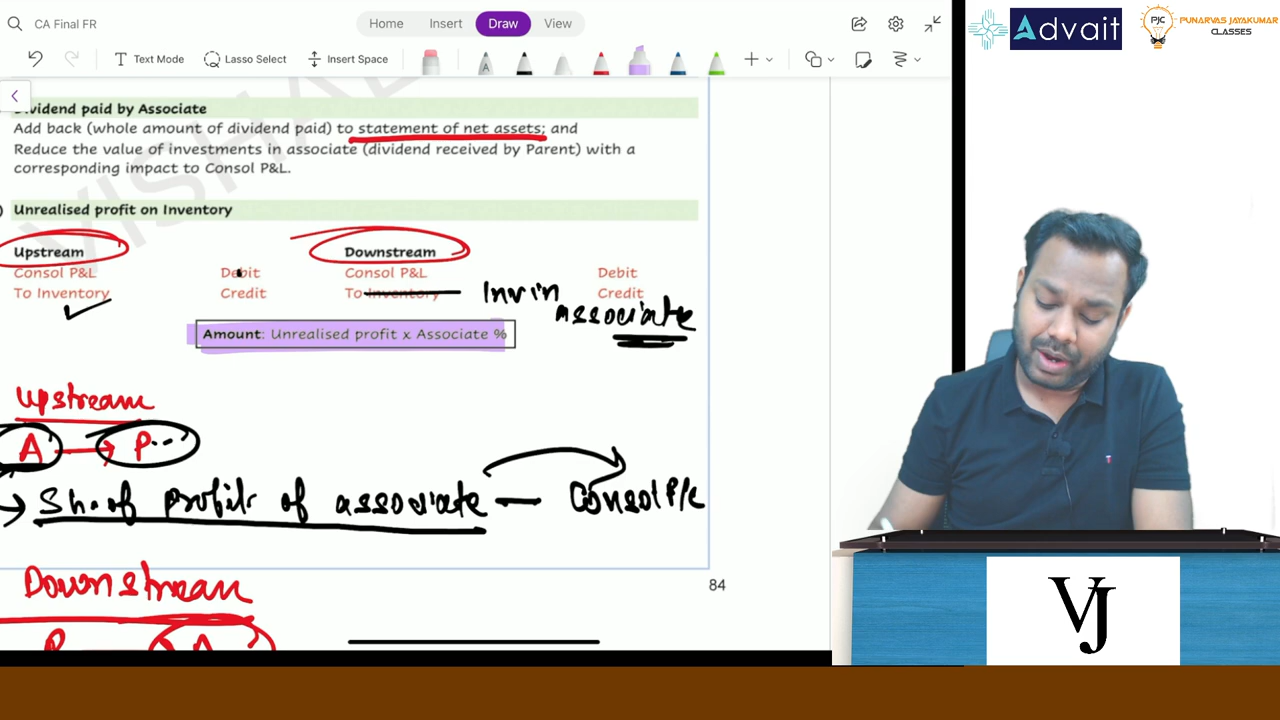 CA Final FR
Home Insert Draw View
Advait
PJC PUNARVAS JAYAKUMAR
CLASSES
Text Mode Lasso Select Insert Space
VISHAL
Dividend paid by Associate
Add back (whole amount of dividend paid) to statement of net assets; and
Reduce the value of investments in associate (dividend received by Parent) with a
corresponding impact to Consol P&L.
) Unrealised profit on Inventory
Upstream Downstream
Consol P&L Debit Consol P&L Debit
To Inventory Credit To Inventory Inv in Credit
associate
Amount: Unrealised profit x Associate %
Upstream
A → P
→ Sh. of profit of associate — Consol P/L
Downstream
84
P A
VJ